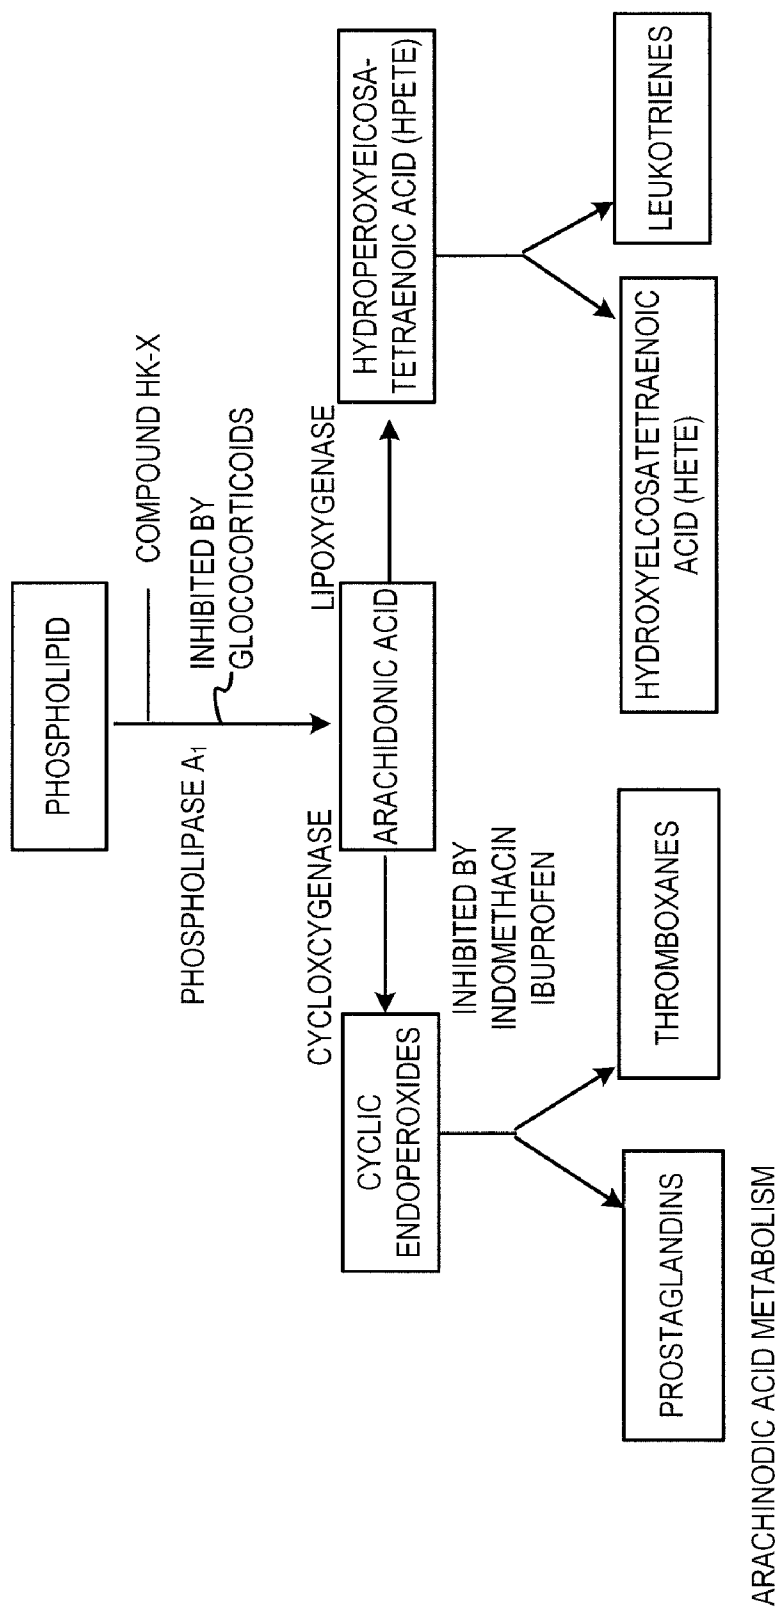 PHOSPHOLIPID
COMPOUND HK-X
PHOSPHOLIPASE A1
INHIBITED BY
GLOCOCORTICOIDS
CYCLOXCYGENASE
LIPOXYGENASE
CYCLIC
ENDOPEROXIDES
ARACHIDONIC ACID
HYDROPEROXYEICOSA-
TETRAENOIC ACID (HPETE)
INHIBITED BY
INDOMETHACIN
IBUPROFEN
PROSTAGLANDINS
THROMBOXANES
HYDROXYELCOSATETRAENOIC
ACID (HETE)
LEUKOTRIENES
ARACHINODIC ACID METABOLISM